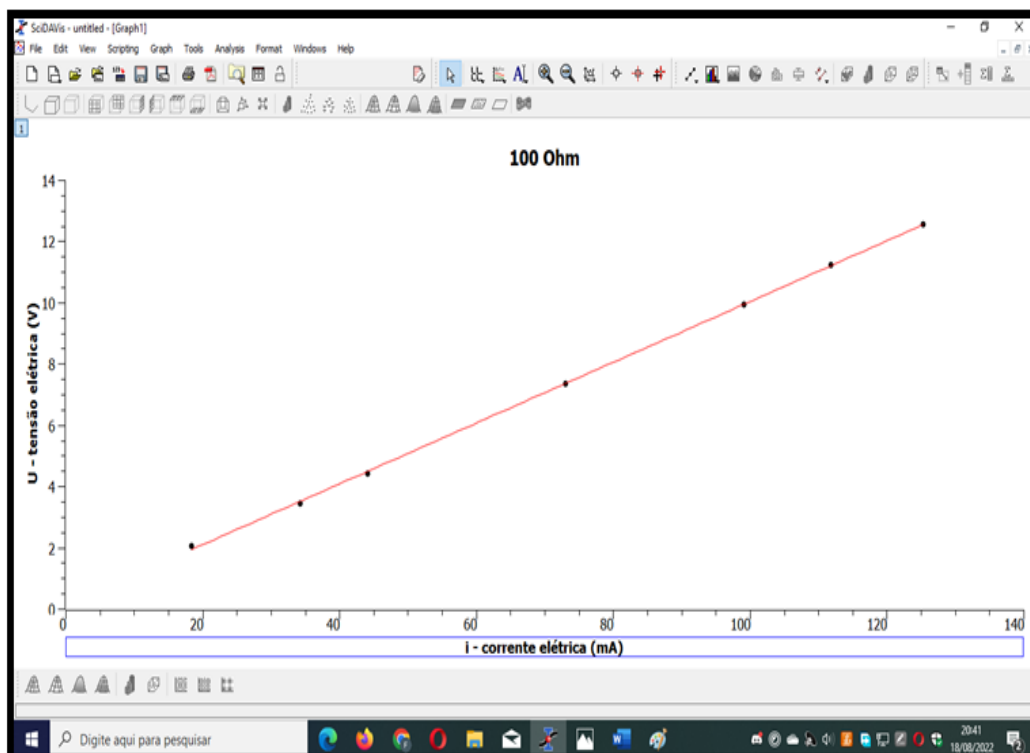 SciDAVis - untitled - [Graph1]
File Edit View Scripting Graph Tools Analysis Format Windows Help
1
100 Ohm
U - tensão elétrica (V)
14
12
10
8
6
4
2
0
0 20 40 60 80 100 120 140
i - corrente elétrica (mA)
Digite aqui para pesquisar
20:41
18/08/2022